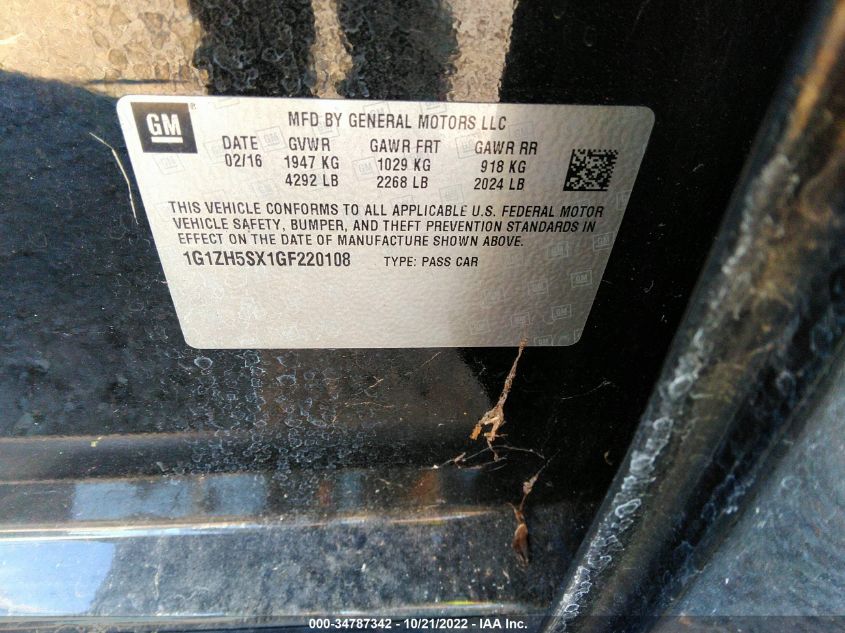 GM
MFD BY GENERAL MOTORS LLC
DATE GVWR GAWR FRT GAWR RR
02/16 1947 KG 1029 KG 918 KG
4292 LB 2268 LB 2024 LB
THIS VEHICLE CONFORMS TO ALL APPLICABLE U.S. FEDERAL MOTOR
VEHICLE SAFETY, BUMPER, AND THEFT PREVENTION STANDARDS IN
EFFECT ON THE DATE OF MANUFACTURE SHOWN ABOVE.
1G1ZH5SX1GF220108 TYPE: PASS CAR
000-34787342 - 10/21/2022 - IAA Inc.